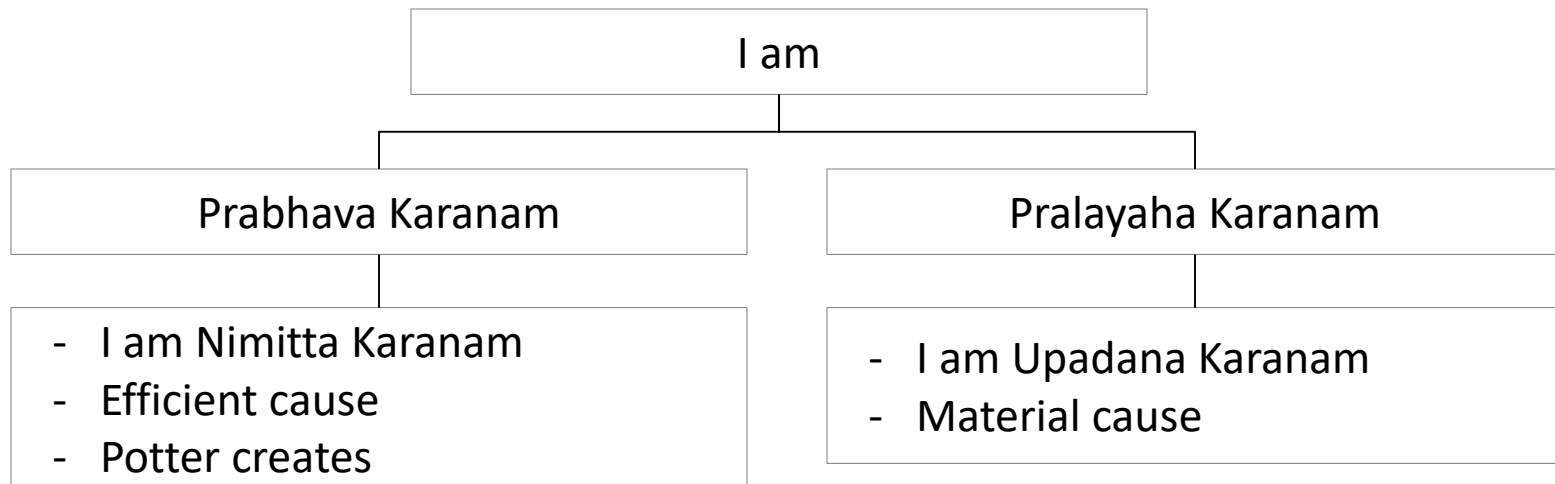 I am
Prabhava Karanam
Pralayaha Karanam
- I am Nimitta Karanam
- Efficient cause
- Potter creates
- I am Upadana Karanam
- Material cause